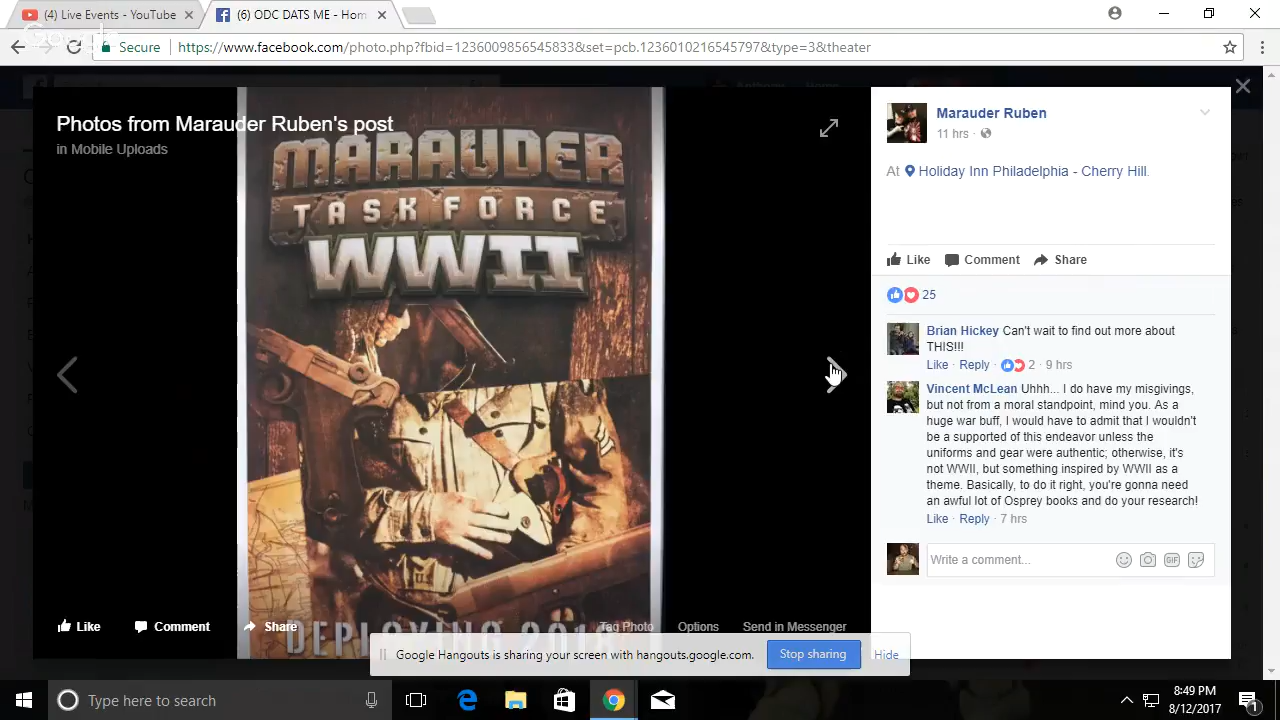 (4) Live Events - YouTube
(6) ODC DATS ME - Hom
Secure
https://www.facebook.com/photo.php?fbid=1236009856545833&set=pcb.1236010216545797&type=3&theater
Photos from Marauder Ruben's post
in Mobile Uploads
MARAUDER
TASK FORCE
WWII
Like
Comment
Share
Tag Photo
Options
Send in Messenger
Marauder Ruben
11 hrs ·
At Holiday Inn Philadelphia - Cherry Hill.
Like
Comment
Share
25
Brian Hickey Can't wait to find out more about
THIS!!!
Like · Reply · 2 · 9 hrs
Vincent McLean Uhhh... I do have my misgivings,
but not from a moral standpoint, mind you. As a
huge war buff, I would have to admit that I wouldn't
be a supported of this endeavor unless the
uniforms and gear were authentic; otherwise, it's
not WWII, but something inspired by WWII as a
theme. Basically, to do it right, you're gonna need
an awful lot of Osprey books and do your research!
Like · Reply · 7 hrs
Write a comment...
GIF
DEPLOYING
Google Hangouts is sharing your screen with hangouts.google.com.
Stop sharing
Hide
Type here to search
8:49 PM
8/12/2017
1